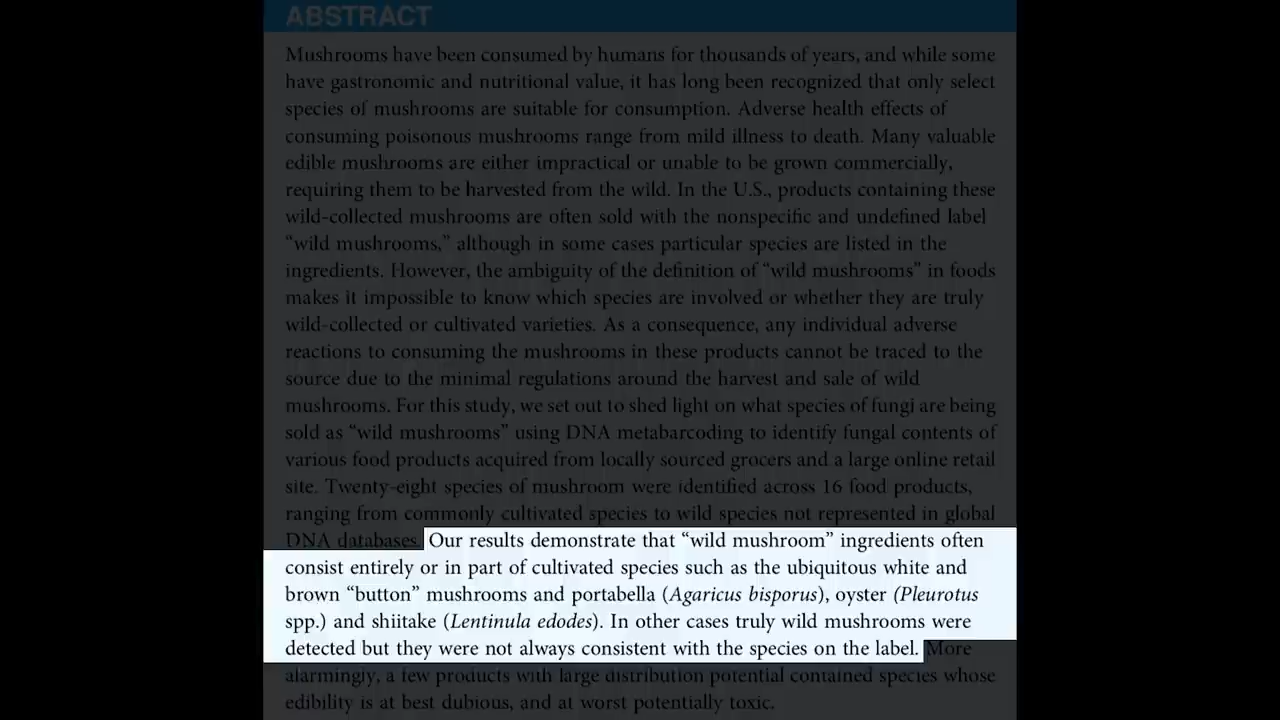 ABSTRACT
Mushrooms have been consumed by humans for thousands of years, and while some
have gastronomic and nutritional value, it has long been recognized that only select
species of mushrooms are suitable for consumption. Adverse health effects of
consuming poisonous mushrooms range from mild illness to death. Many valuable
edible mushrooms are either impractical or unable to be grown commercially,
requiring them to be harvested from the wild. In the U.S., products containing these
wild-collected mushrooms are often sold with the nonspecific and undefined label
“wild mushrooms,” although in some cases particular species are listed in the
ingredients. However, the ambiguity of the definition of “wild mushrooms” in foods
makes it impossible to know which species are involved or whether they are truly
wild-collected or cultivated varieties. As a consequence, any individual adverse
reactions to consuming the mushrooms in these products cannot be traced to the
source due to the minimal regulations around the harvest and sale of wild
mushrooms. For this study, we set out to shed light on what species of fungi are being
sold as “wild mushrooms” using DNA metabarcoding to identify fungal contents of
various food products acquired from locally sourced grocers and a large online retail
site. Twenty-eight species of mushroom were identified across 16 food products,
ranging from commonly cultivated species to wild species not represented in global
DNA databases. Our results demonstrate that “wild mushroom” ingredients often
consist entirely or in part of cultivated species such as the ubiquitous white and
brown “button” mushrooms and portabella (Agaricus bisporus), oyster (Pleurotus
spp.) and shiitake (Lentinula edodes). In other cases truly wild mushrooms were
detected but they were not always consistent with the species on the label. More
alarmingly, a few products with large distribution potential contained species whose
edibility is at best dubious, and at worst potentially toxic.